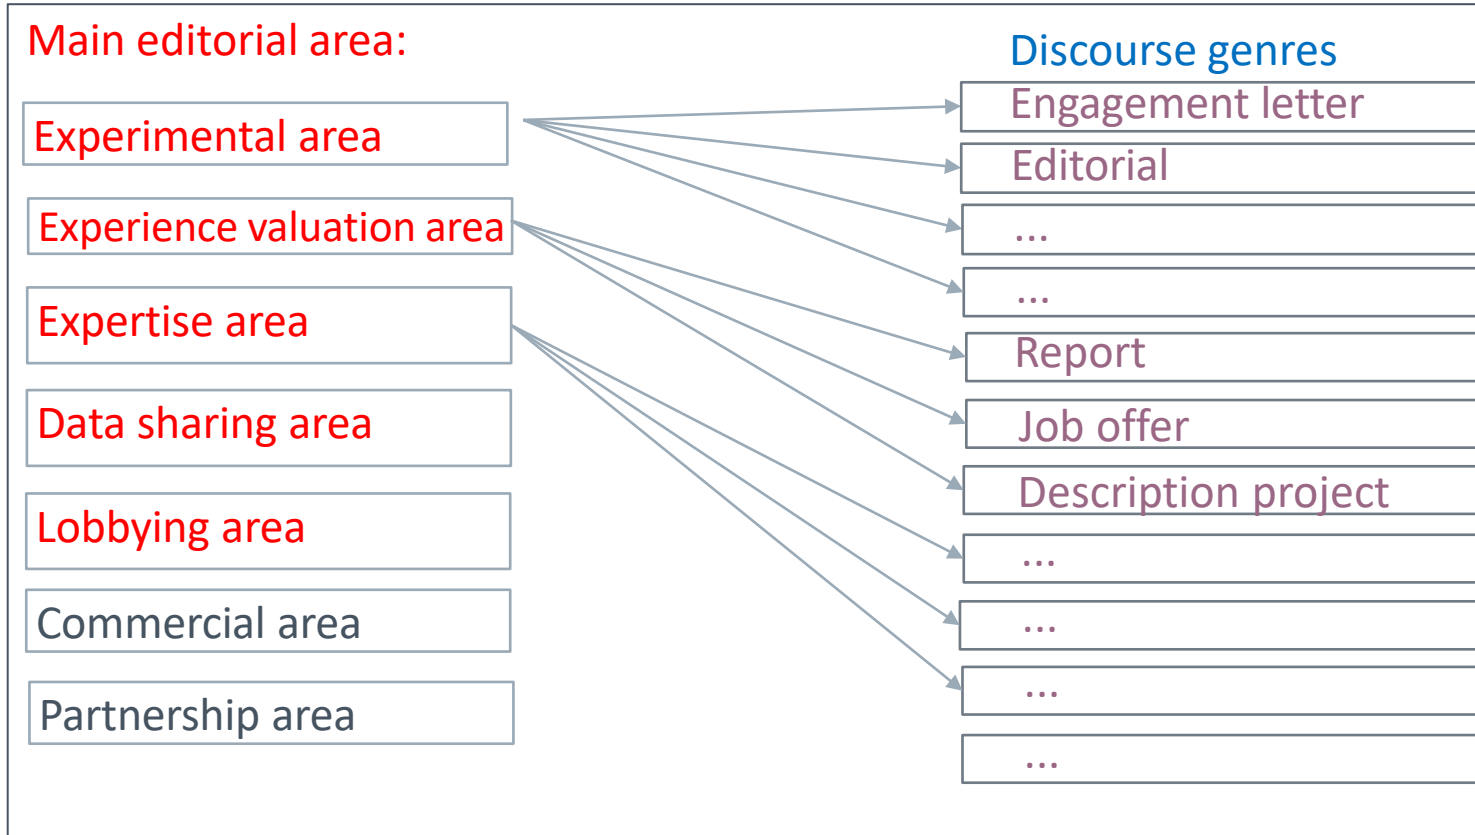 Main editorial area:
Experimental area
Experience valuation area
Expertise area
Data sharing area
Lobbying area
Commercial area
Partnership area
Discourse genres
Engagement letter
Editorial
...
...
Report
Job offer
Description project
...
...
...
...